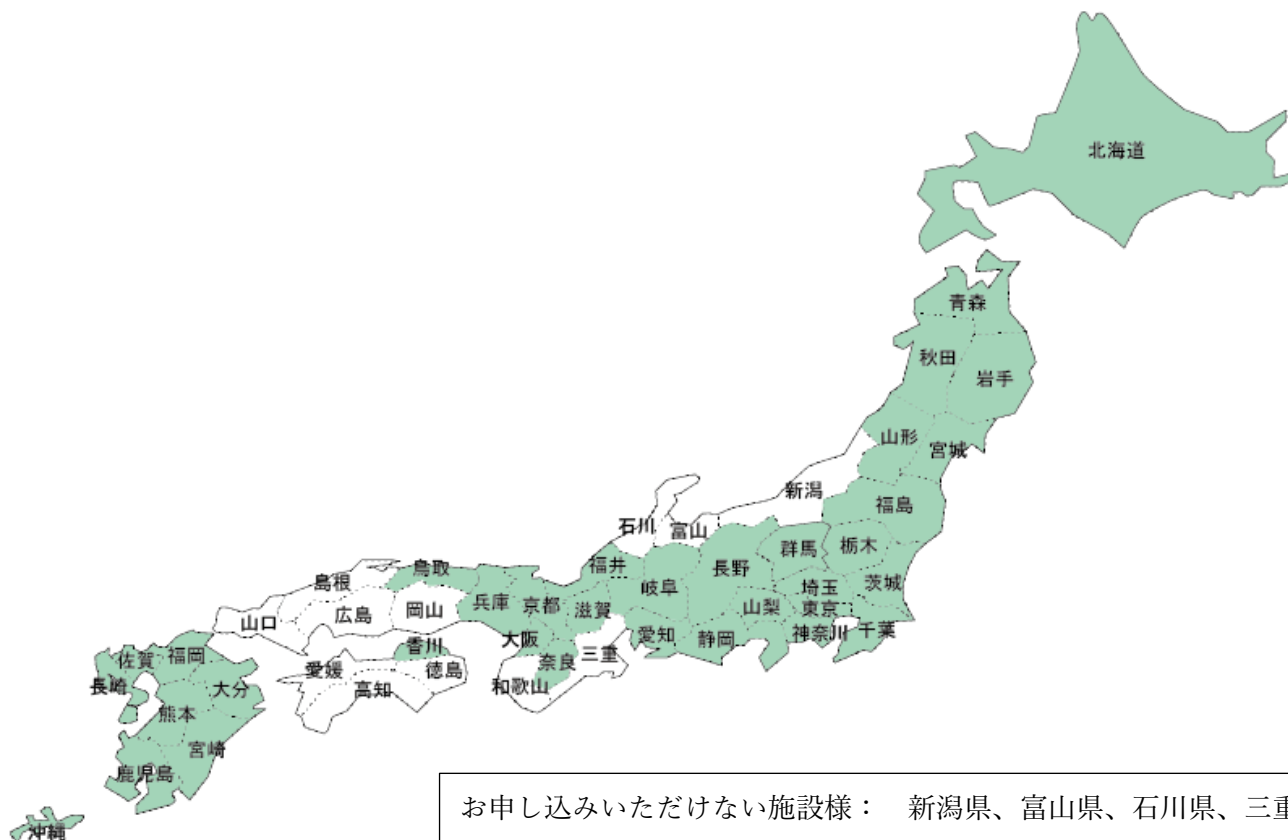 北海道
青森
秋田
岩手
山形
宮城
新潟
福島
石川
富山
群馬
栃木
福井
長野
岐阜
茨城
埼玉
鳥取
島根
兵庫
京都
滋賀
山梨
東京
岡山
広島
山口
愛知
静岡
神奈川
千葉
大阪
香川
奈良
三重
佐賀
福岡
愛媛
徳島
長崎
大分
高知
和歌山
熊本
宮崎
鹿児島
沖縄
お申し込みいただけない施設様： 新潟県、富山県、石川県、三重